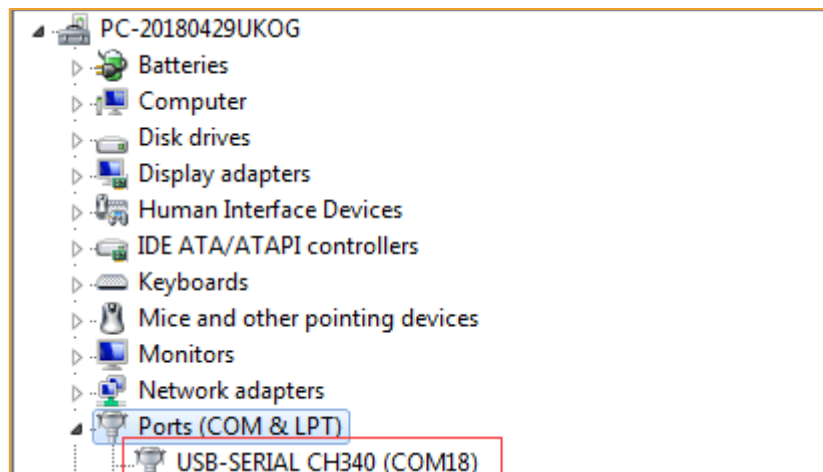 PC-20180429UKOG
Batteries
Computer
Disk drives
Display adapters
Human Interface Devices
IDE ATA/ATAPI controllers
Keyboards
Mice and other pointing devices
Monitors
Network adapters
Ports (COM & LPT)
USB-SERIAL CH340 (COM18)